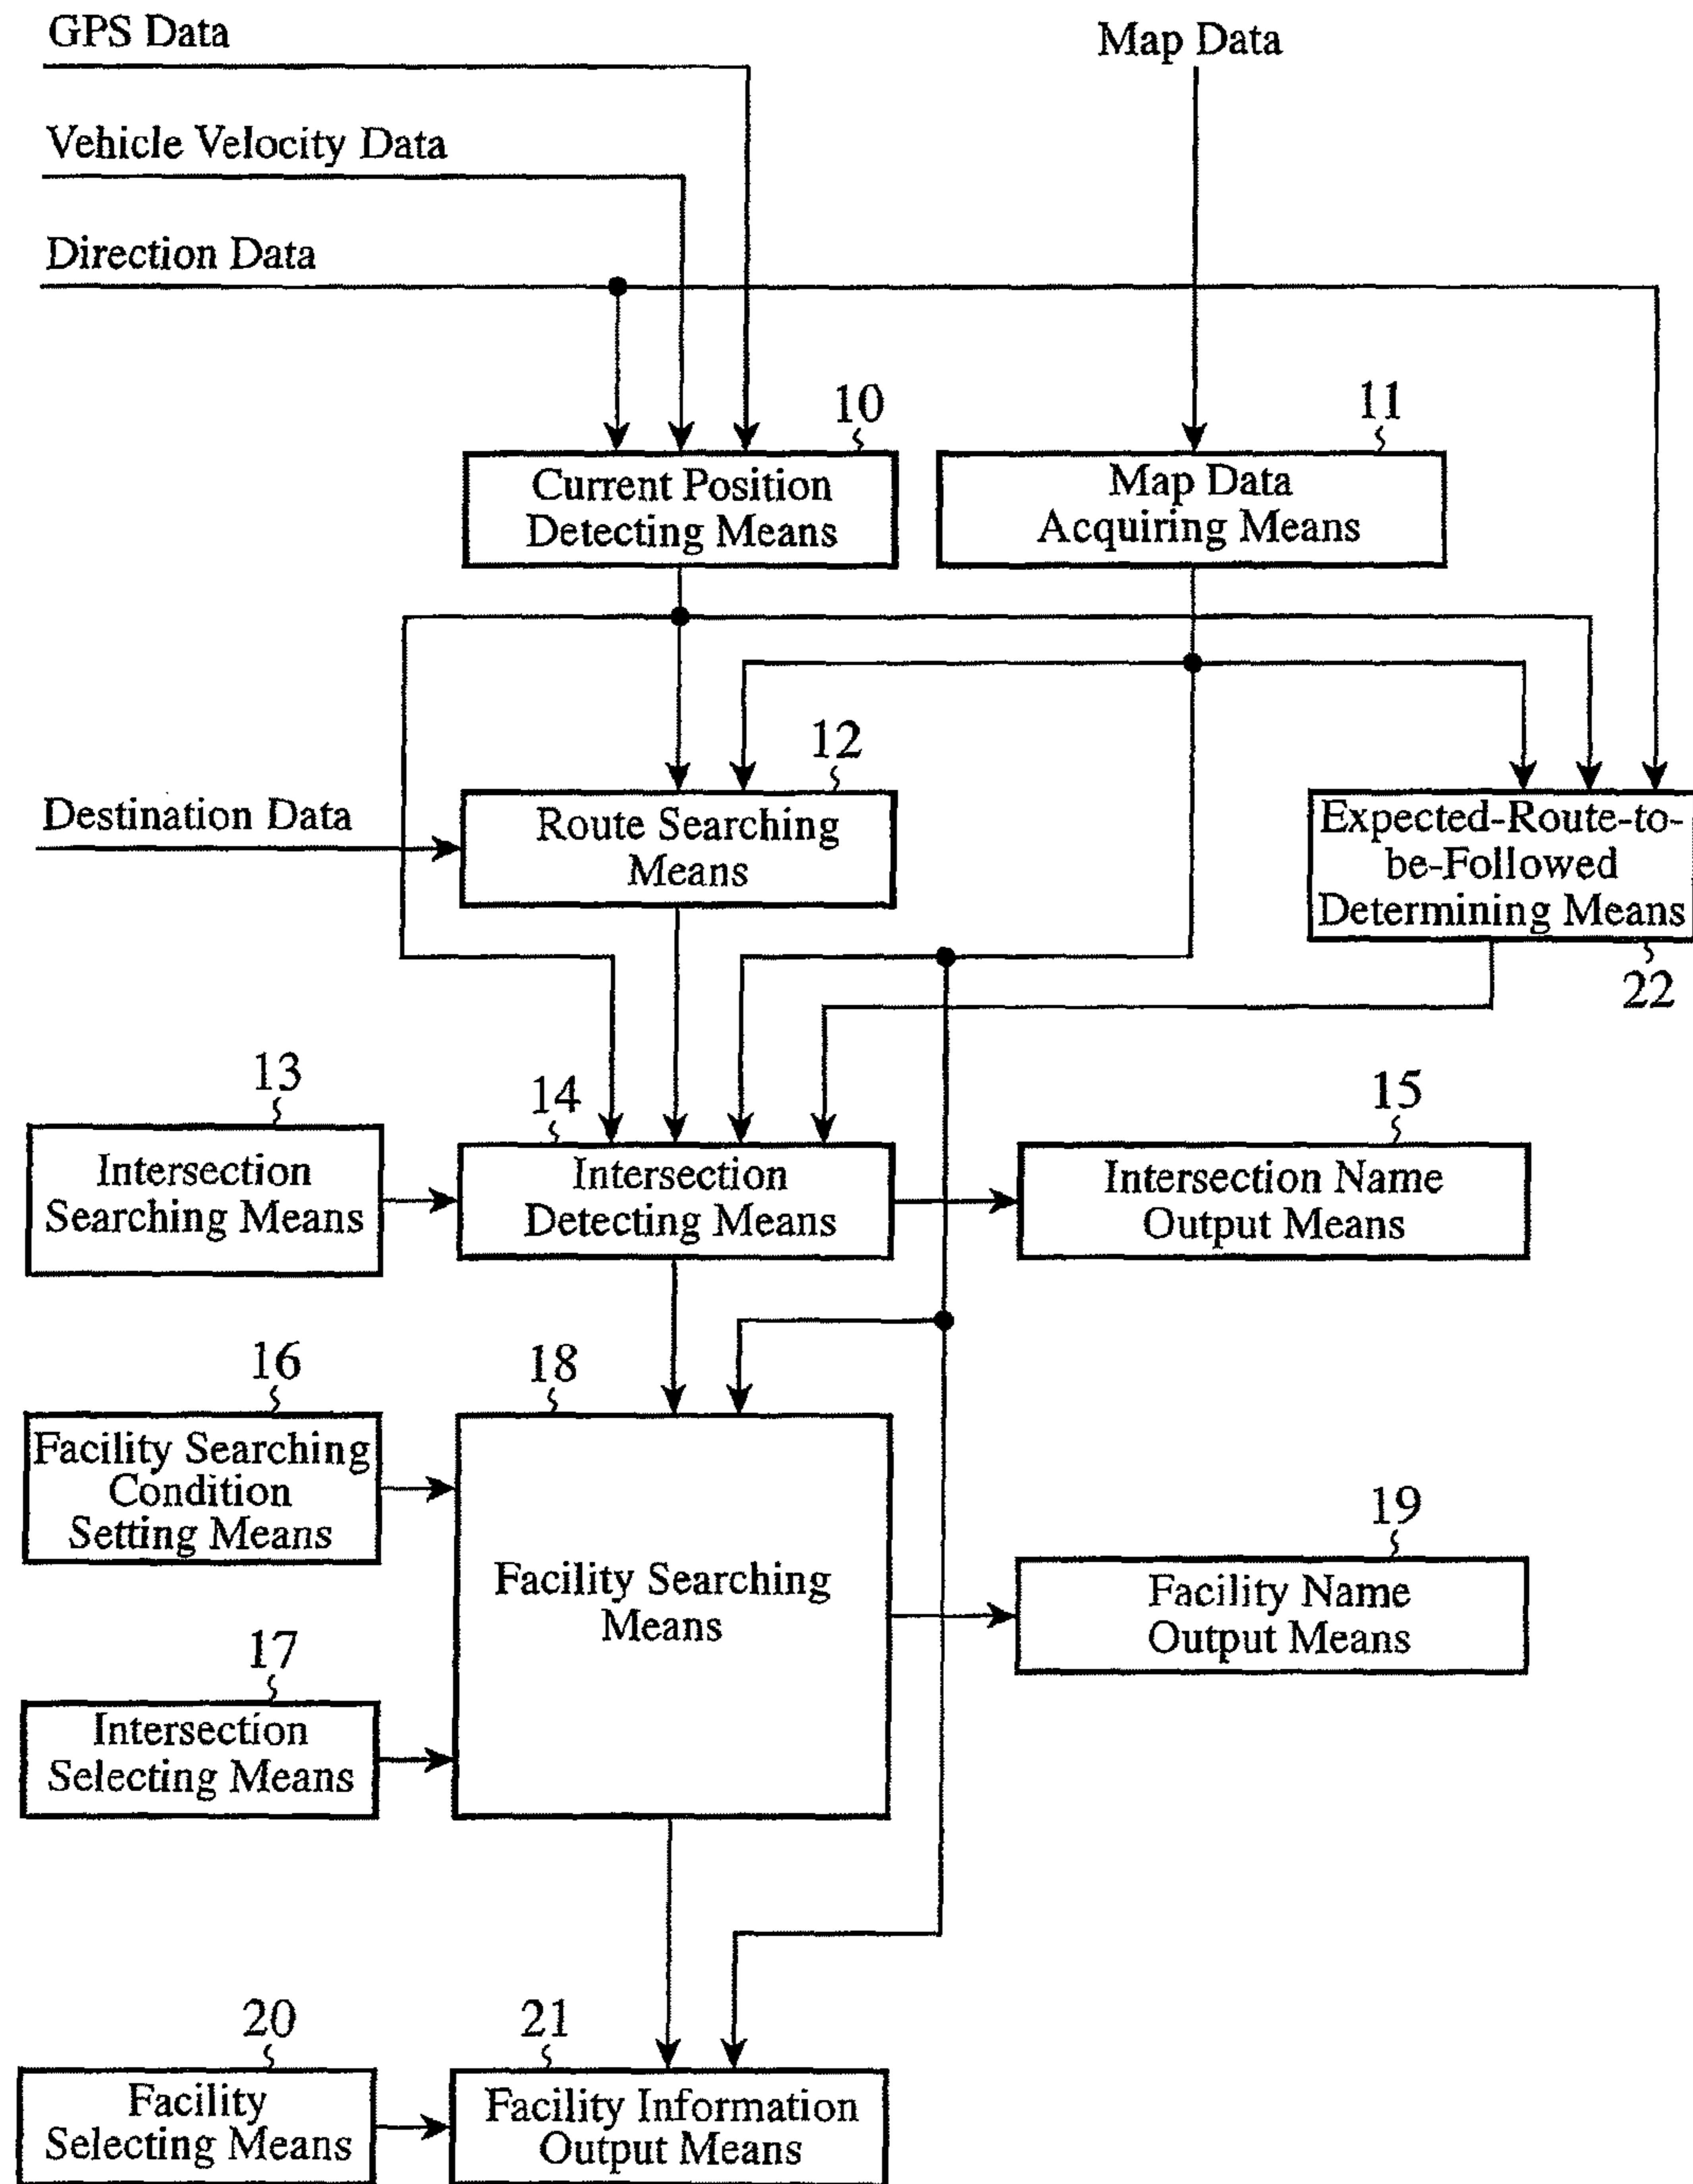 GPS Data
Map Data
Vehicle Velocity Data
Direction Data
10
11
Current Position
Detecting Means
Map Data
Acquiring Means
12
Destination Data
Route Searching
Means
Expected-Route-to-
be-Followed
Determining Means
22
13
14
15
Intersection
Searching Means
Intersection
Detecting Means
Intersection Name
Output Means
16
18
Facility Searching
Condition
Setting Means
Facility Searching
Means
19
Facility Name
Output Means
17
Intersection
Selecting Means
20
21
Facility
Selecting Means
Facility Information
Output Means